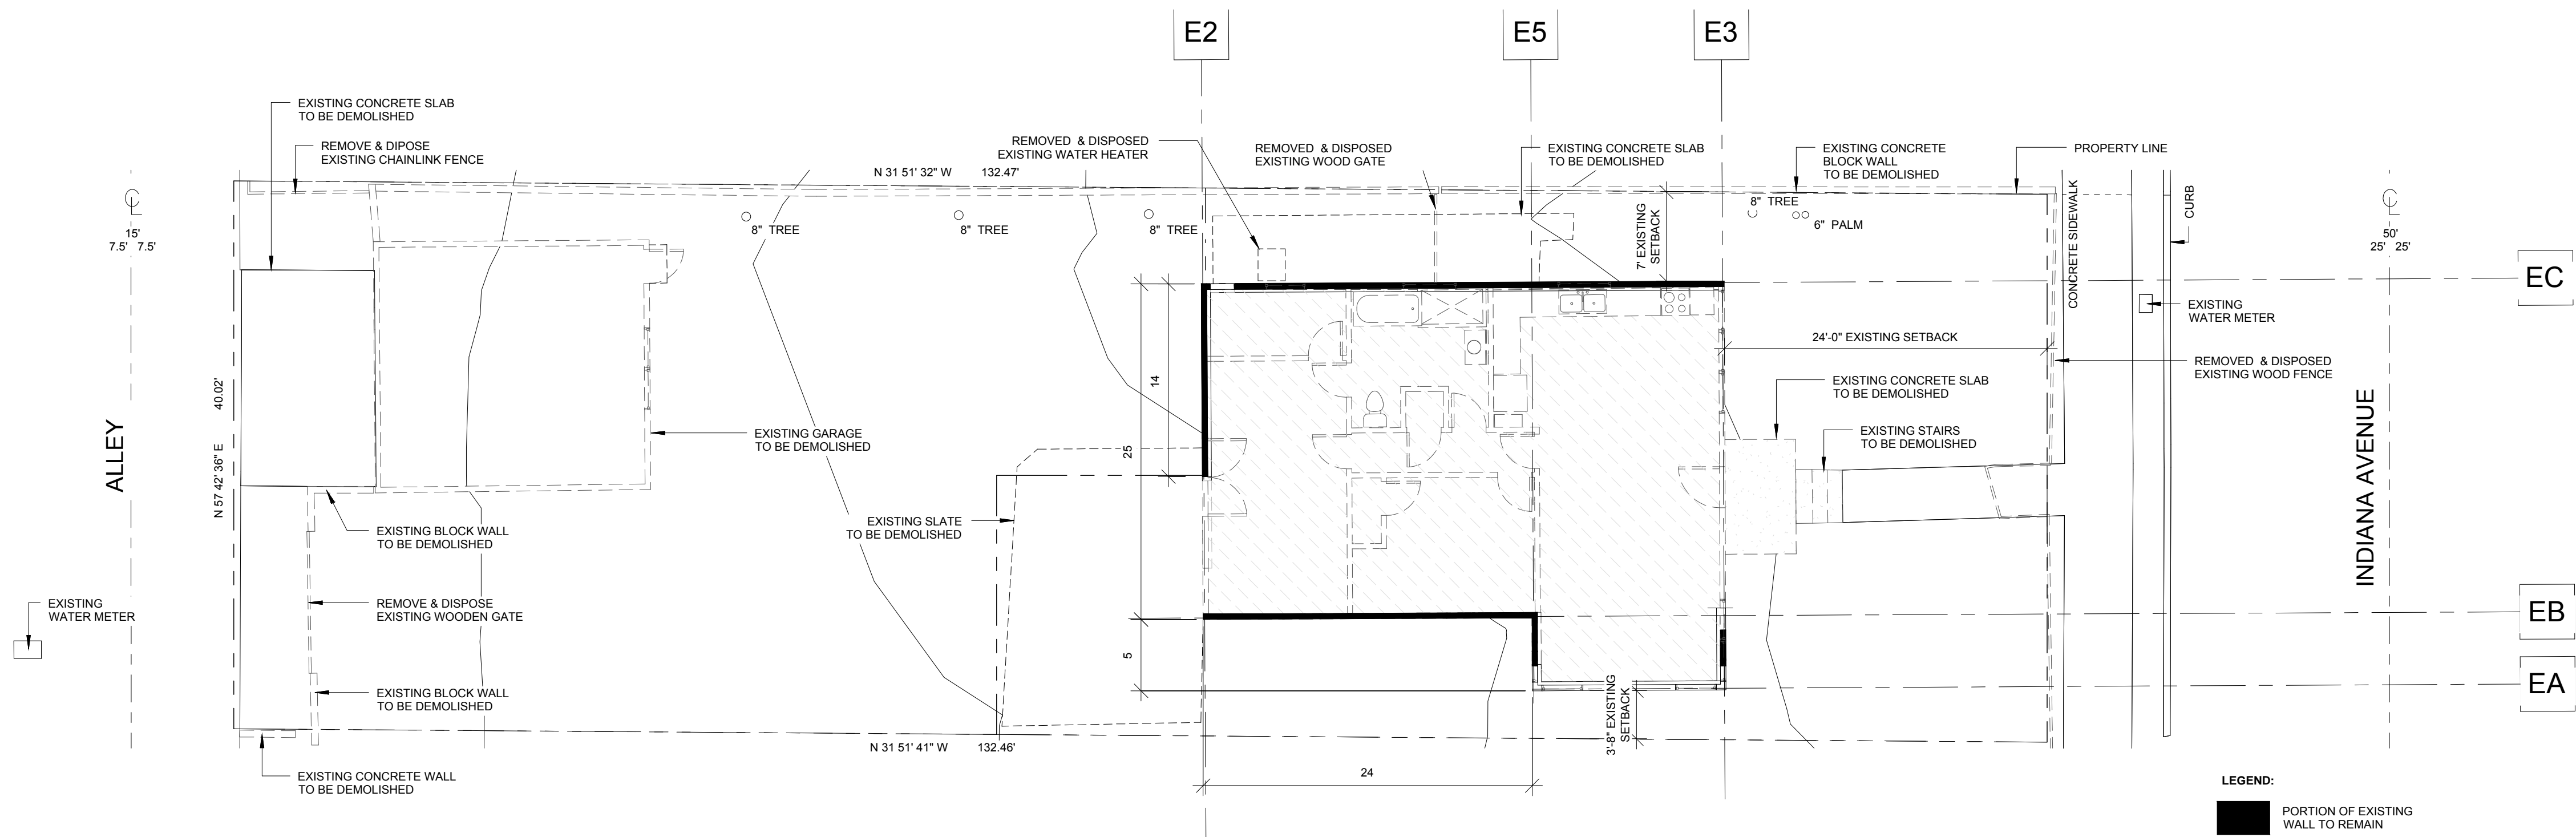 E2
E5
E3
EXISTING CONCRETE SLAB
TO BE DEMOLISHED
REMOVE & DIPOSE
EXISTING CHAINLINK FENCE
REMOVED & DISPOSED
EXISTING WATER HEATER
REMOVED & DISPOSED
EXISTING WOOD GATE
EXISTING CONCRETE SLAB
TO BE DEMOLISHED
EXISTING CONCRETE
BLOCK WALL
TO BE DEMOLISHED
PROPERTY LINE
N 31 51' 32" W 132.47'
CONCRETE SIDEWALK
CURB
15'
7.5' 7.5'
8" TREE
8" TREE
8" TREE
7' EXISTING
SETBACK
8" TREE
6" PALM
50'
25' 25'
EC
EXISTING
WATER METER
24'-0" EXISTING SETBACK
REMOVED & DISPOSED
EXISTING WOOD FENCE
EXISTING CONCRETE SLAB
TO BE DEMOLISHED
14
25
N 57 42' 36" E 40.02'
ALLEY
EXISTING GARAGE
TO BE DEMOLISHED
EXISTING STAIRS
TO BE DEMOLISHED
INDIANA AVENUE
EXISTING BLOCK WALL
TO BE DEMOLISHED
EXISTING SLATE
TO BE DEMOLISHED
EXISTING
WATER METER
REMOVE & DISPOSE
EXISTING WOODEN GATE
EB
5
EXISTING BLOCK WALL
TO BE DEMOLISHED
3'-8" EXISTING
SETBACK
EA
N 31 51' 41" W 132.46'
EXISTING CONCRETE WALL
TO BE DEMOLISHED
24
LEGEND:
PORTION OF EXISTING
WALL TO REMAIN